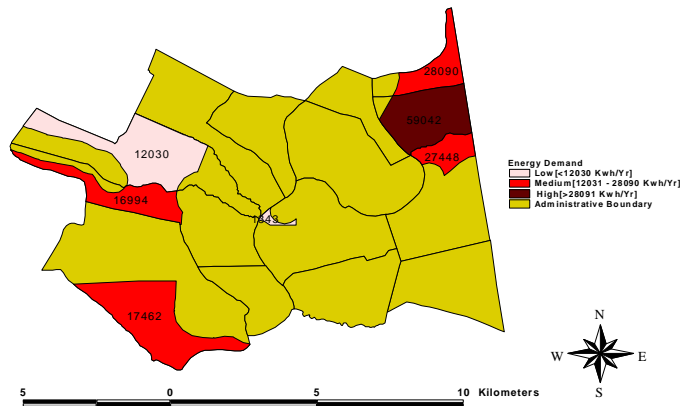 28090
59042
12030
27448
16994
1843
17462
Energy Demand
Low[<12030 Kwh/Yr]
Medium[12031 - 28090 Kwh/Yr]
High[>28091 Kwh/Yr]
Administrative Boundary
N
W E
S
5 0 5 10 Kilometers